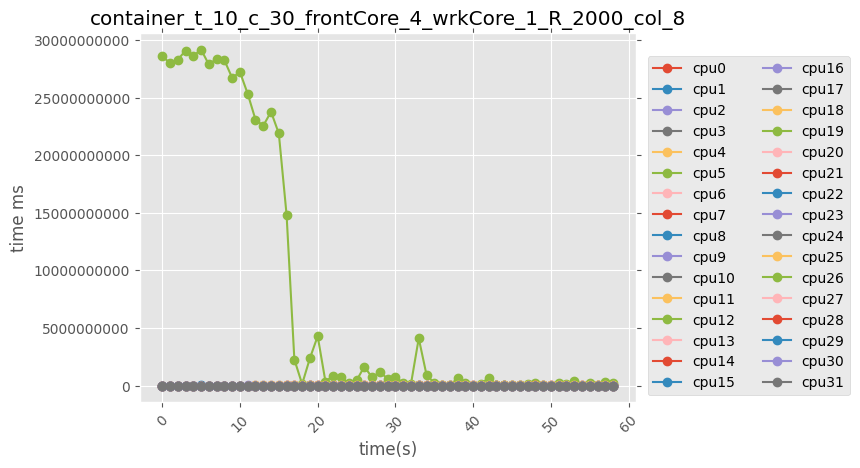 container_t_10_c_30_frontCore_4_wrkCore_1_R_2000_col_8
30000000000
25000000000
20000000000
15000000000
10000000000
5000000000
0
time ms
0
10
20
30
40
50
60
time(s)
cpu0
cpu1
cpu2
cpu3
cpu4
cpu5
cpu6
cpu7
cpu8
cpu9
cpu10
cpu11
cpu12
cpu13
cpu14
cpu15
cpu16
cpu17
cpu18
cpu19
cpu20
cpu21
cpu22
cpu23
cpu24
cpu25
cpu26
cpu27
cpu28
cpu29
cpu30
cpu31